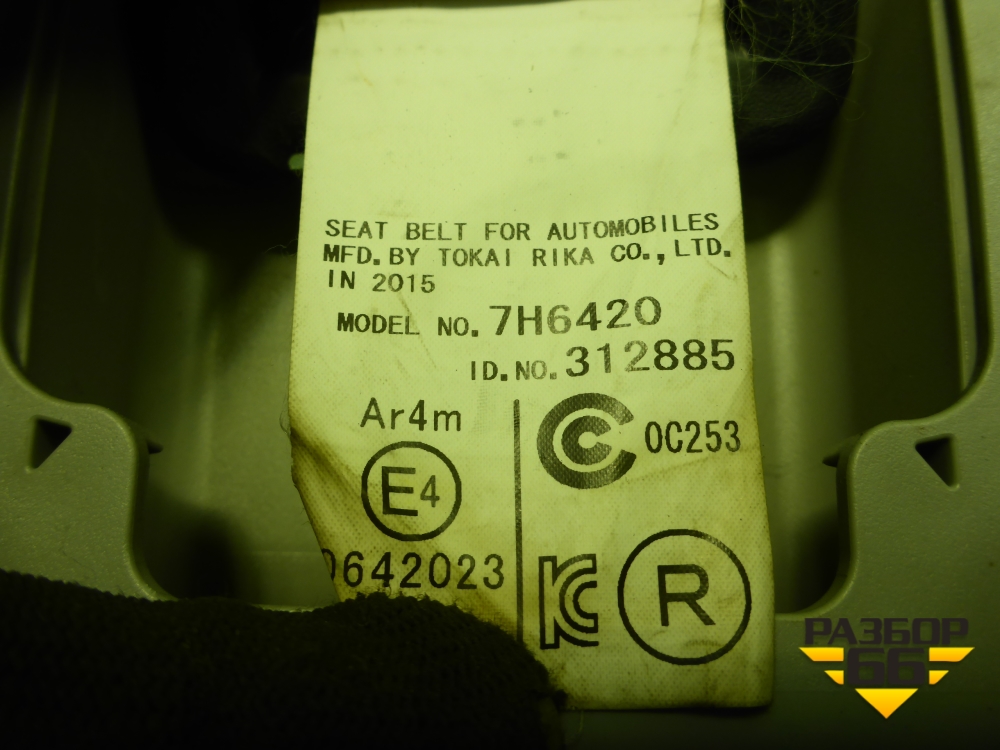 SEAT BELT FOR AUTOMOBILES
MFD. BY TOKAI RIKA CO., LTD.
IN 2015
MODEL NO. 7H6420
ID.NO. 312885
Ar4m
E4
0642023
0C253
KC
R
РАЗБОР
66